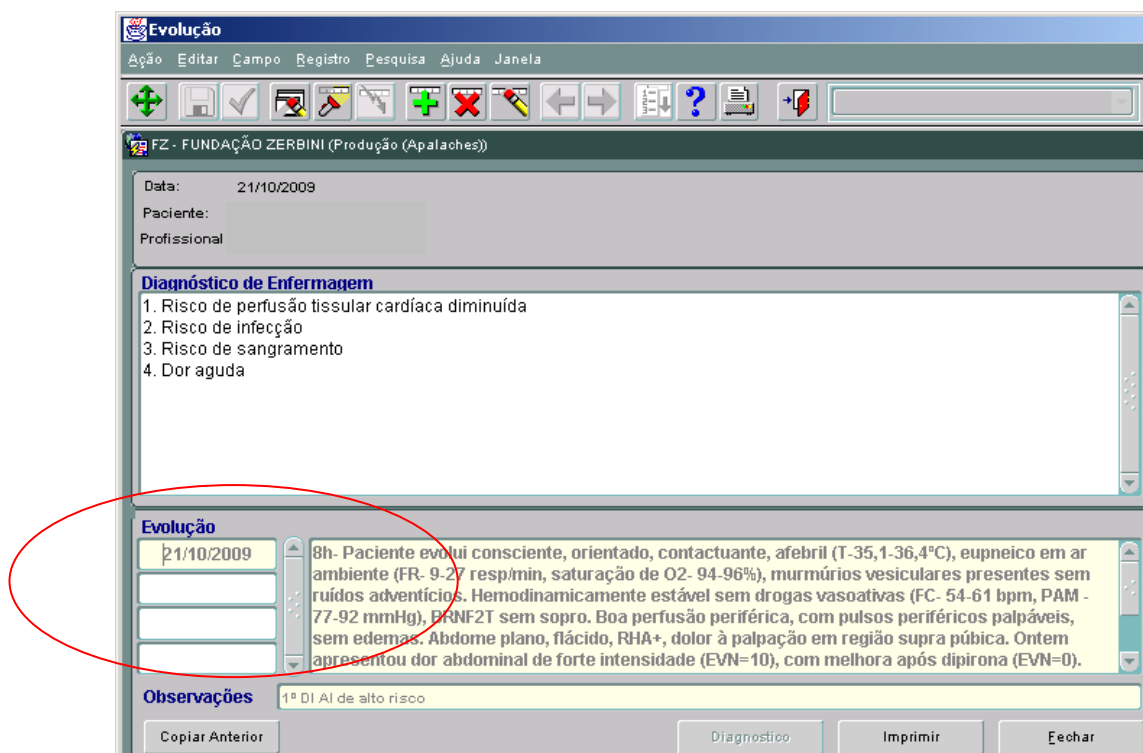 Evolução
Ação Editar Campo Registro Pesquisa Ajuda Janela
FZ - FUNDAÇÃO ZERBINI (Produção (Apalaches))
Data: 21/10/2009
Paciente:
Profissional
Diagnóstico de Enfermagem
1. Risco de perfusão tissular cardíaca diminuída
2. Risco de infecção
3. Risco de sangramento
4. Dor aguda
Evolução
21/10/2009
8h- Paciente evolui consciente, orientado, contactuante, afebril (T-35,1-36,4ºC), eupneico em ar
ambiente (FR- 9-27 resp/min, saturação de O2- 94-96%), murmúrios vesiculares presentes sem
ruídos adventícios. Hemodinamicamente estável sem drogas vasoativas (FC- 54-61 bpm, PAM -
77-92 mmHg), BRNF2T sem sopro. Boa perfusão periférica, com pulsos periféricos palpáveis,
sem edemas. Abdome plano, flácido, RHA+, dolor à palpação em região supra púbica. Ontem
apresentou dor abdominal de forte intensidade (EVN=10), com melhora após dipirona (EVN=0).
Observações 1º DI AI de alto risco
Copiar Anterior Diagnostico Imprimir Fechar